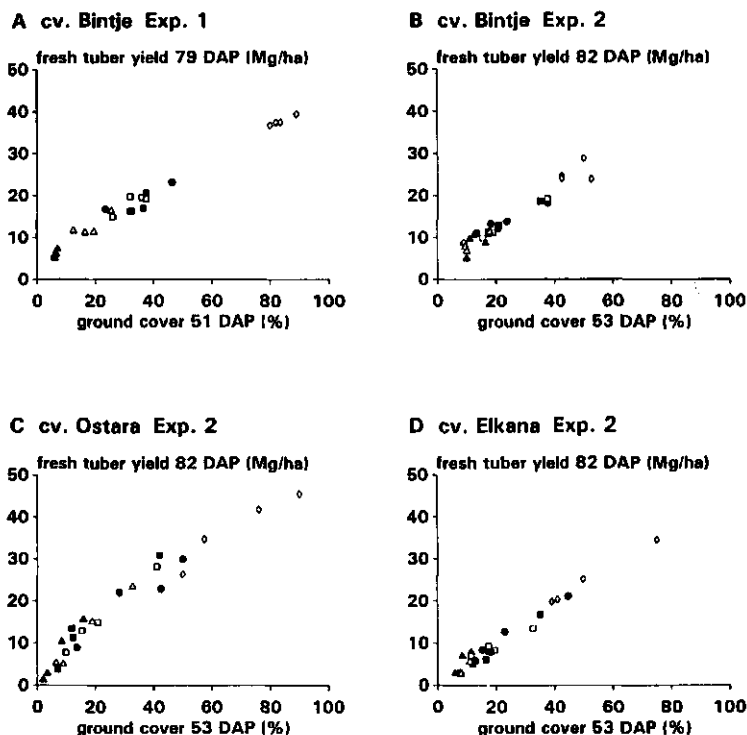 A cv. Bintje Exp. 1
fresh tuber yield 79 DAP (Mg/ha)
50
40
30
20
10
0
0 20 40 60 80 100
ground cover 51 DAP (%)
B cv. Bintje Exp. 2
fresh tuber yield 82 DAP (Mg/ha)
50
40
30
20
10
0
0 20 40 60 80 100
ground cover 53 DAP (%)
C cv. Ostara Exp. 2
fresh tuber yield 82 DAP (Mg/ha)
50
40
30
20
10
0
0 20 40 60 80 100
ground cover 53 DAP (%)
D cv. Elkana Exp. 2
fresh tuber yield 82 DAP (Mg/ha)
50
40
30
20
10
0
0 20 40 60 80 100
ground cover 53 DAP (%)